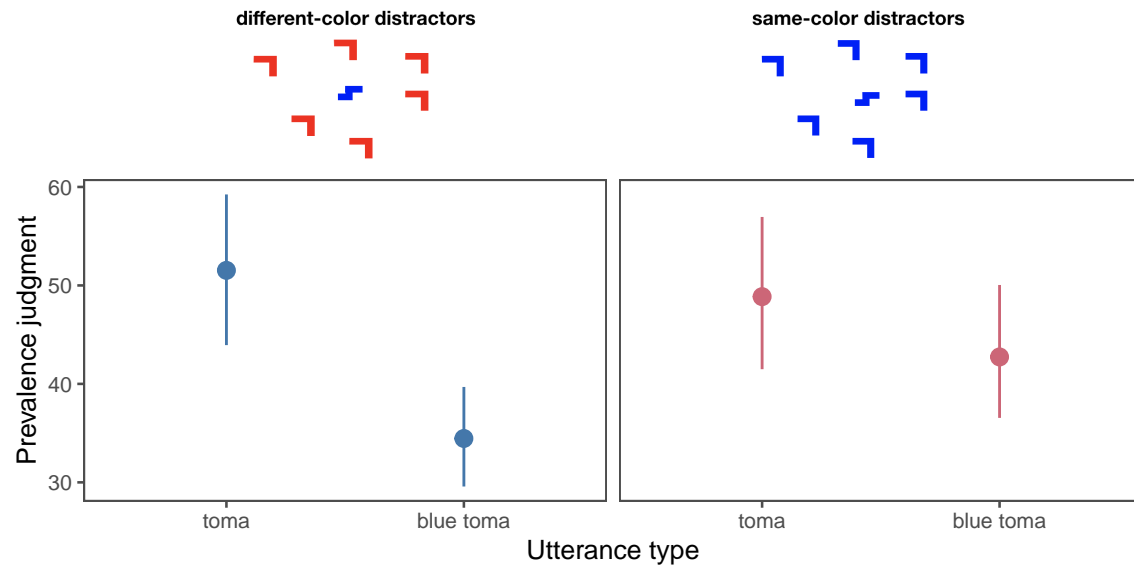 different-color distractors
same-color distractors
Prevalence judgment
60
50
40
30
toma
blue toma
toma
blue toma
Utterance type